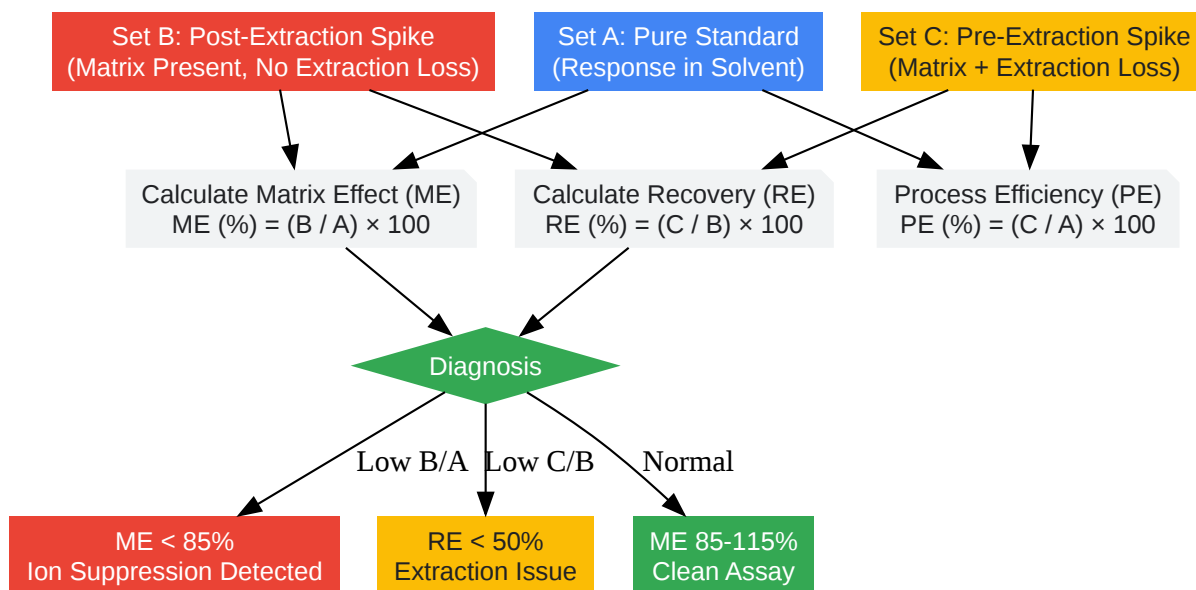 Set B: Post-Extraction Spike
(Matrix Present, No Extraction Loss)
Set A: Pure Standard
(Response in Solvent)
Set C: Pre-Extraction Spike
(Matrix + Extraction Loss)
Calculate Matrix Effect (ME)
ME (%) = (B / A) × 100
Calculate Recovery (RE)
RE (%) = (C / B) × 100
Process Efficiency (PE)
PE (%) = (C / A) × 100
Diagnosis
Low B/A
Low C/B
Normal
ME < 85%
Ion Suppression Detected
RE < 50%
Extraction Issue
ME 85-115%
Clean Assay